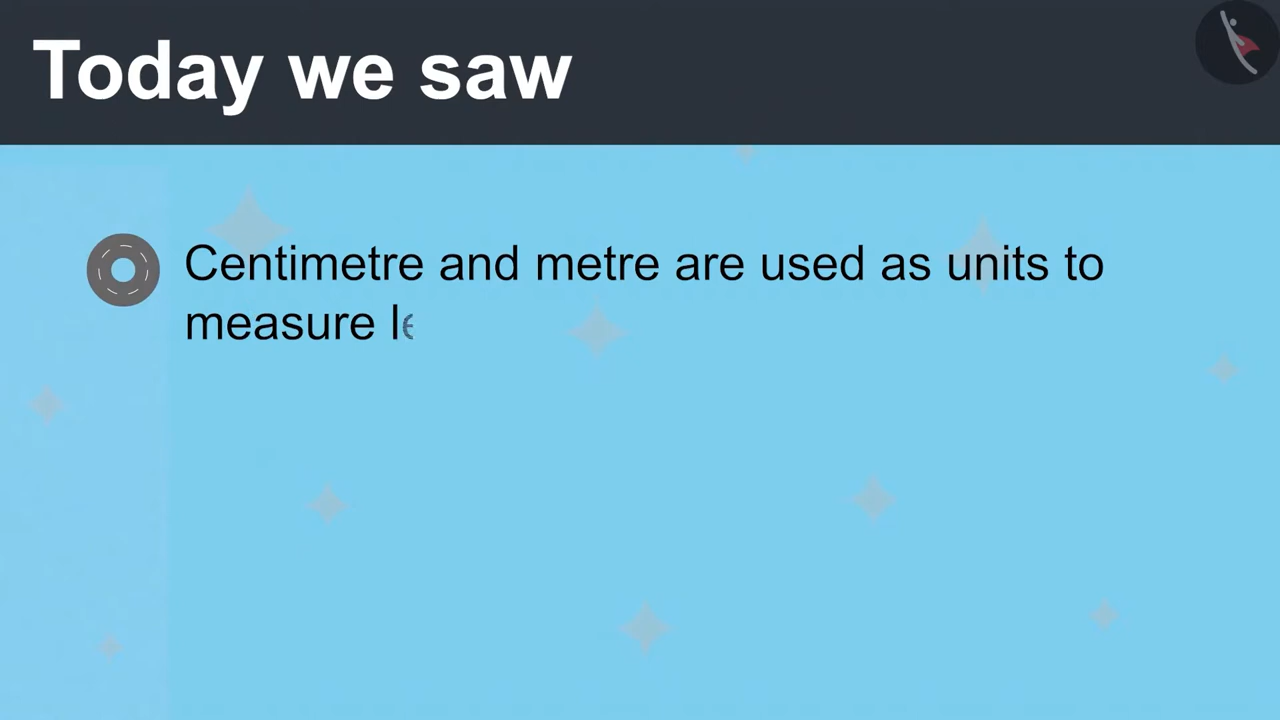 Today we saw
Centimetre and metre are used as units to
measure